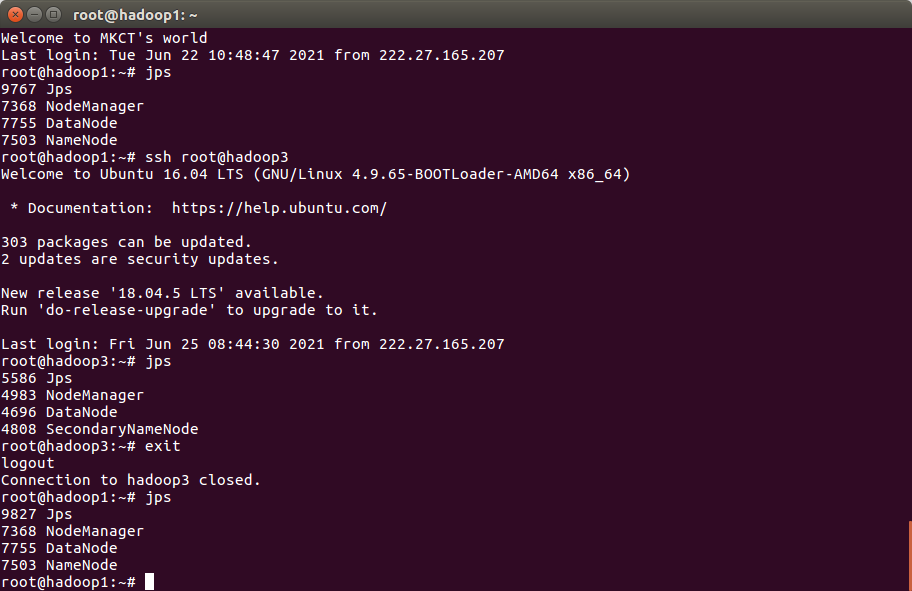 root@hadoop1: ~
Welcome to MKCT's world
Last login: Tue Jun 22 10:48:47 2021 from 222.27.165.207
root@hadoop1:~# jps
9767 Jps
7368 NodeManager
7755 DataNode
7503 NameNode
root@hadoop1:~# ssh root@hadoop3
Welcome to Ubuntu 16.04 LTS (GNU/Linux 4.9.65-BOOTLoader-AMD64 x86_64)
* Documentation:  https://help.ubuntu.com/
303 packages can be updated.
2 updates are security updates.
New release '18.04.5 LTS' available.
Run 'do-release-upgrade' to upgrade to it.
Last login: Fri Jun 25 08:44:30 2021 from 222.27.165.207
root@hadoop3:~# jps
5586 Jps
4983 NodeManager
4696 DataNode
4808 SecondaryNameNode
root@hadoop3:~# exit
logout
Connection to hadoop3 closed.
root@hadoop1:~# jps
9827 Jps
7368 NodeManager
7755 DataNode
7503 NameNode
root@hadoop1:~#